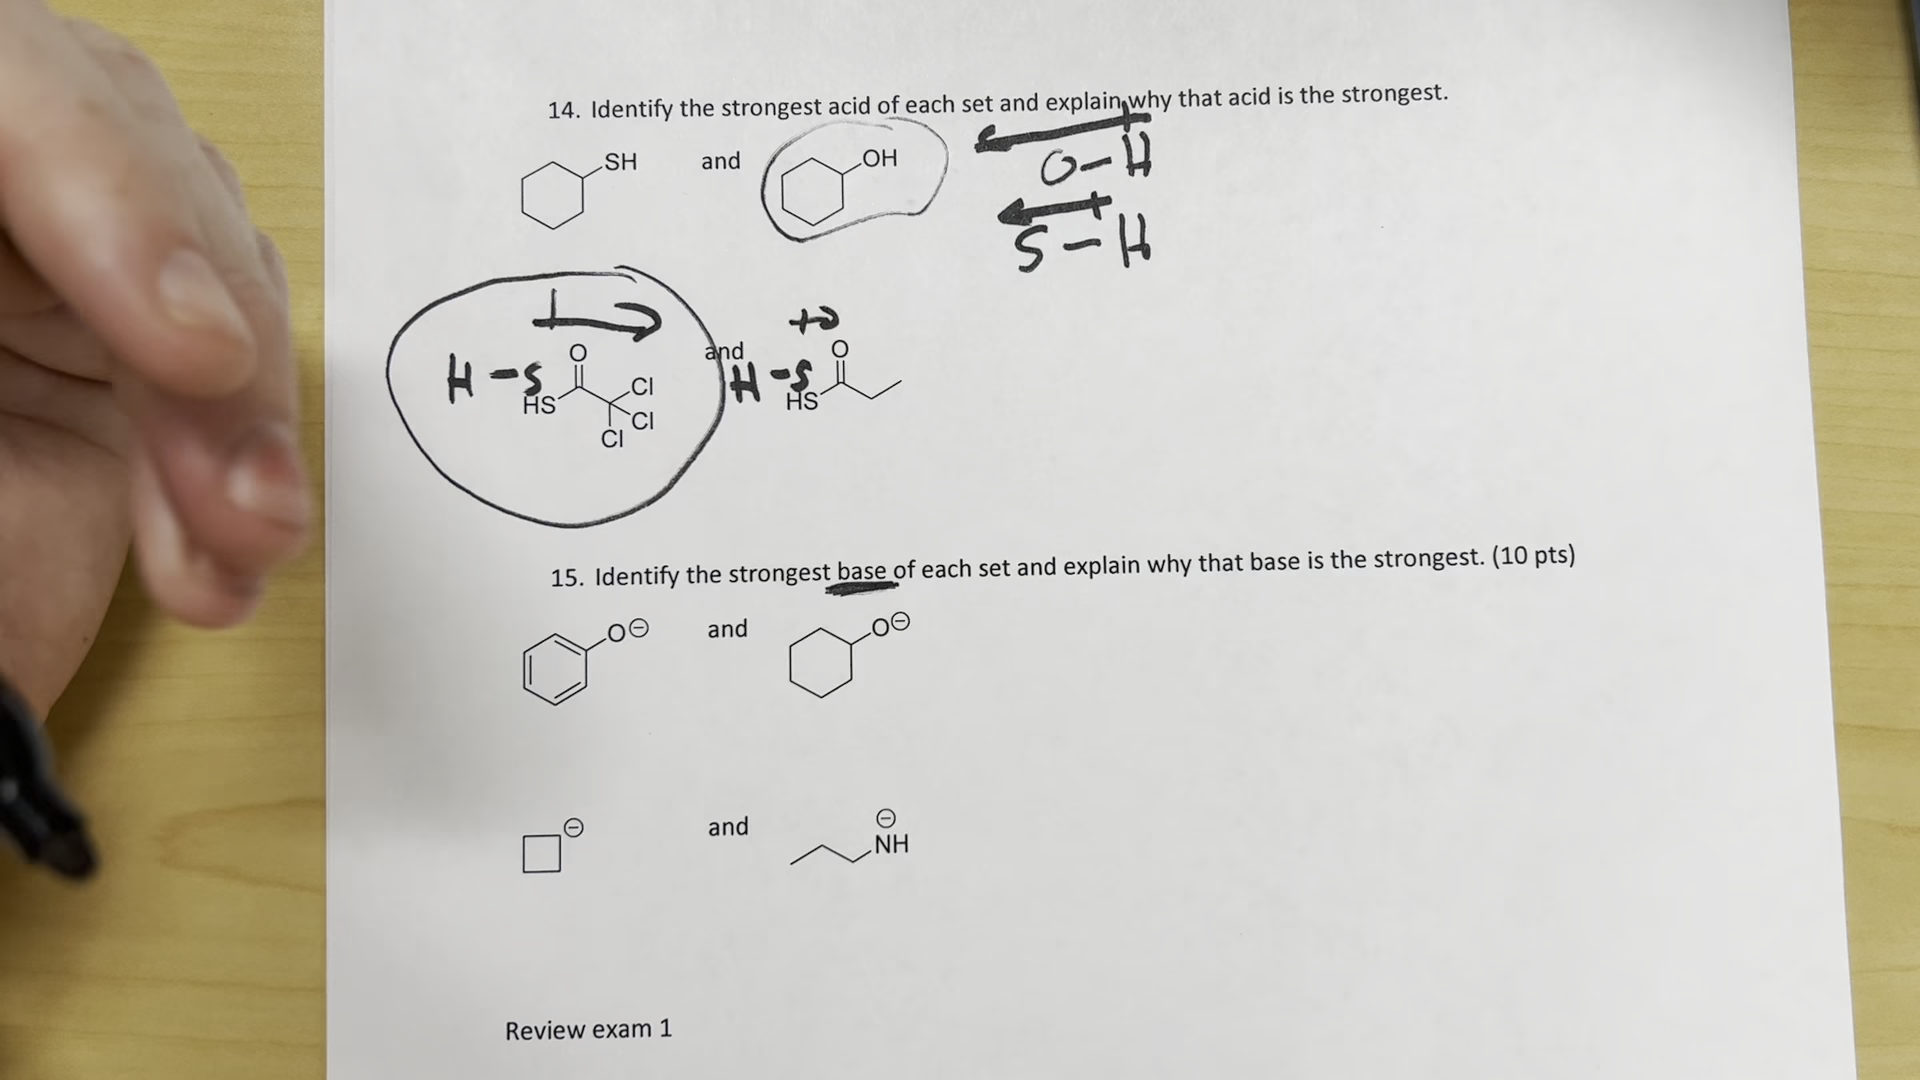 14. Identify the strongest acid of each set and explain why that acid is the strongest.
SH and OH
O-H
S-H
O and O
H-S H-S
HS Cl HS
Cl
Cl
15. Identify the strongest base of each set and explain why that base is the strongest. (10 pts)
O⊖ and O⊖
⊖ and ⊖
NH
Review exam 1